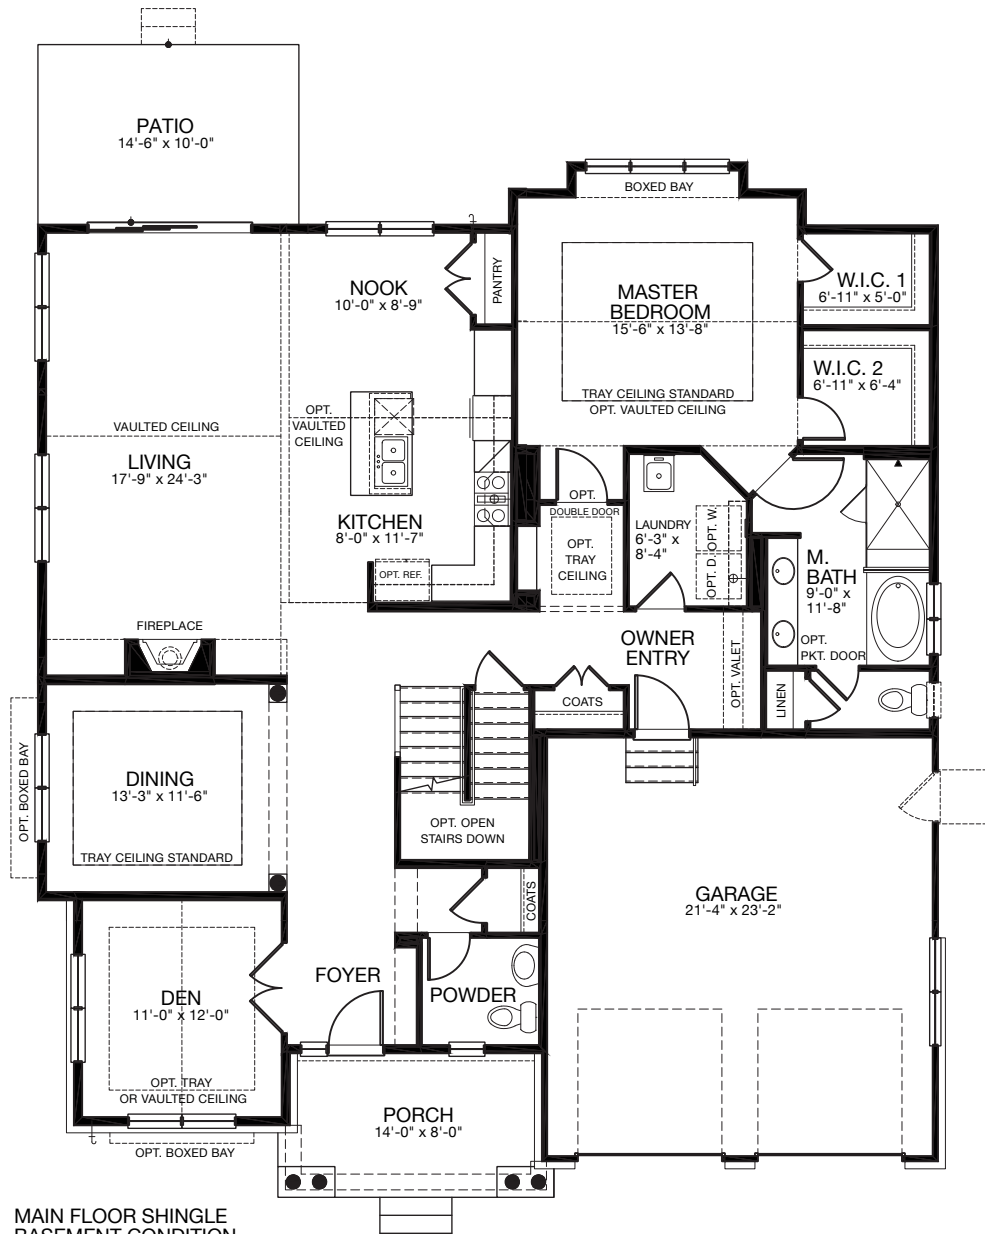 PATIO
14'-6" x 10'-0"
BOXED BAY
NOOK
10'-0" x 8'-9"
PANTRY
MASTER
BEDROOM
15'-6" x 13'-8"
TRAY CEILING STANDARD
OPT. VAULTED CEILING
W.I.C. 1
6'-11" x 5'-0"
W.I.C. 2
6'-11" x 6'-4"
VAULTED CEILING
LIVING
17'-9" x 24'-3"
OPT.
VAULTED
CEILING
KITCHEN
8'-0" x 11'-7"
OPT. REF.
OPT.
DOUBLE DOOR
OPT.
TRAY
CEILING
LAUNDRY
6'-3" x
8'-4"
OPT. D.
OPT. W.
M.
BATH
9'-0" x
11'-8"
OPT.
PKT. DOOR
FIREPLACE
OWNER
ENTRY
OPT. VALET
COATS
LINEN
OPT. BOXED BAY
DINING
13'-3" x 11'-6"
TRAY CEILING STANDARD
OPT. OPEN
STAIRS DOWN
COATS
GARAGE
21'-4" x 23'-2"
DEN
11'-0" x 12'-0"
OPT. TRAY
OR VAULTED CEILING
OPT. BOXED BAY
FOYER
POWDER
PORCH
14'-0" x 8'-0"
MAIN FLOOR SHINGLE
BASEMENT CONDITION